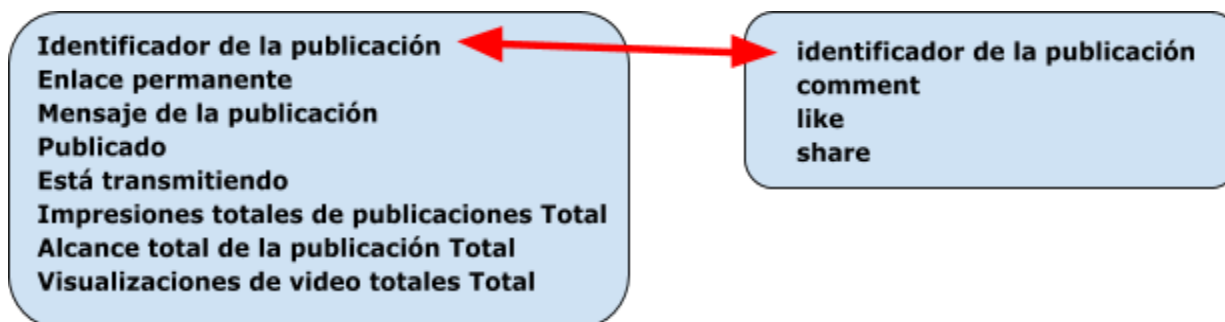 Identificador de la publicación
Enlace permanente
Mensaje de la publicación
Publicado
Está transmitiendo
Impresiones totales de publicaciones Total
Alcance total de la publicación Total
Visualizaciones de video totales Total
identificador de la publicación
comment
like
share